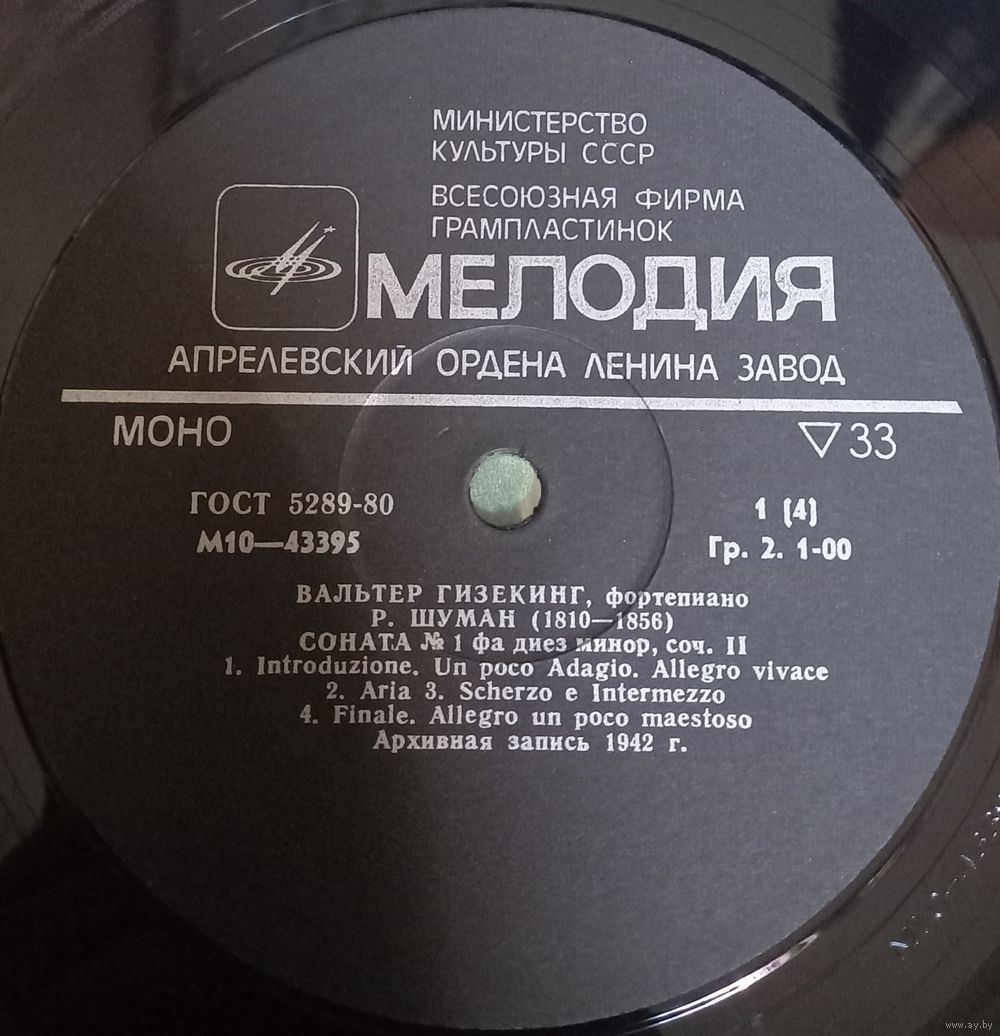 МИНИСТЕРСТВО
КУЛЬТУРЫ СССР
ВСЕСОЮЗНАЯ ФИРМА
ГРАМПЛАСТИНОК
МЕЛОДИЯ
АПРЕЛЕВСКИЙ ОРДЕНА ЛЕНИНА ЗАВОД
МОНО ▽33
ГОСТ 5289-80 1 (4)
М10—43395 Гр. 2. 1-00
ВАЛЬТЕР ГИЗЕКИНГ, фортепиано
Р. ШУМАН (1810—1856)
СОНАТА № 1 фа диез минор, соч. II
1. Introduzione. Un poco Adagio. Allegro vivace
2. Aria 3. Scherzo e Intermezzo
4. Finale. Allegro un poco maestoso
Архивная запись 1942 г.
www.ay.by